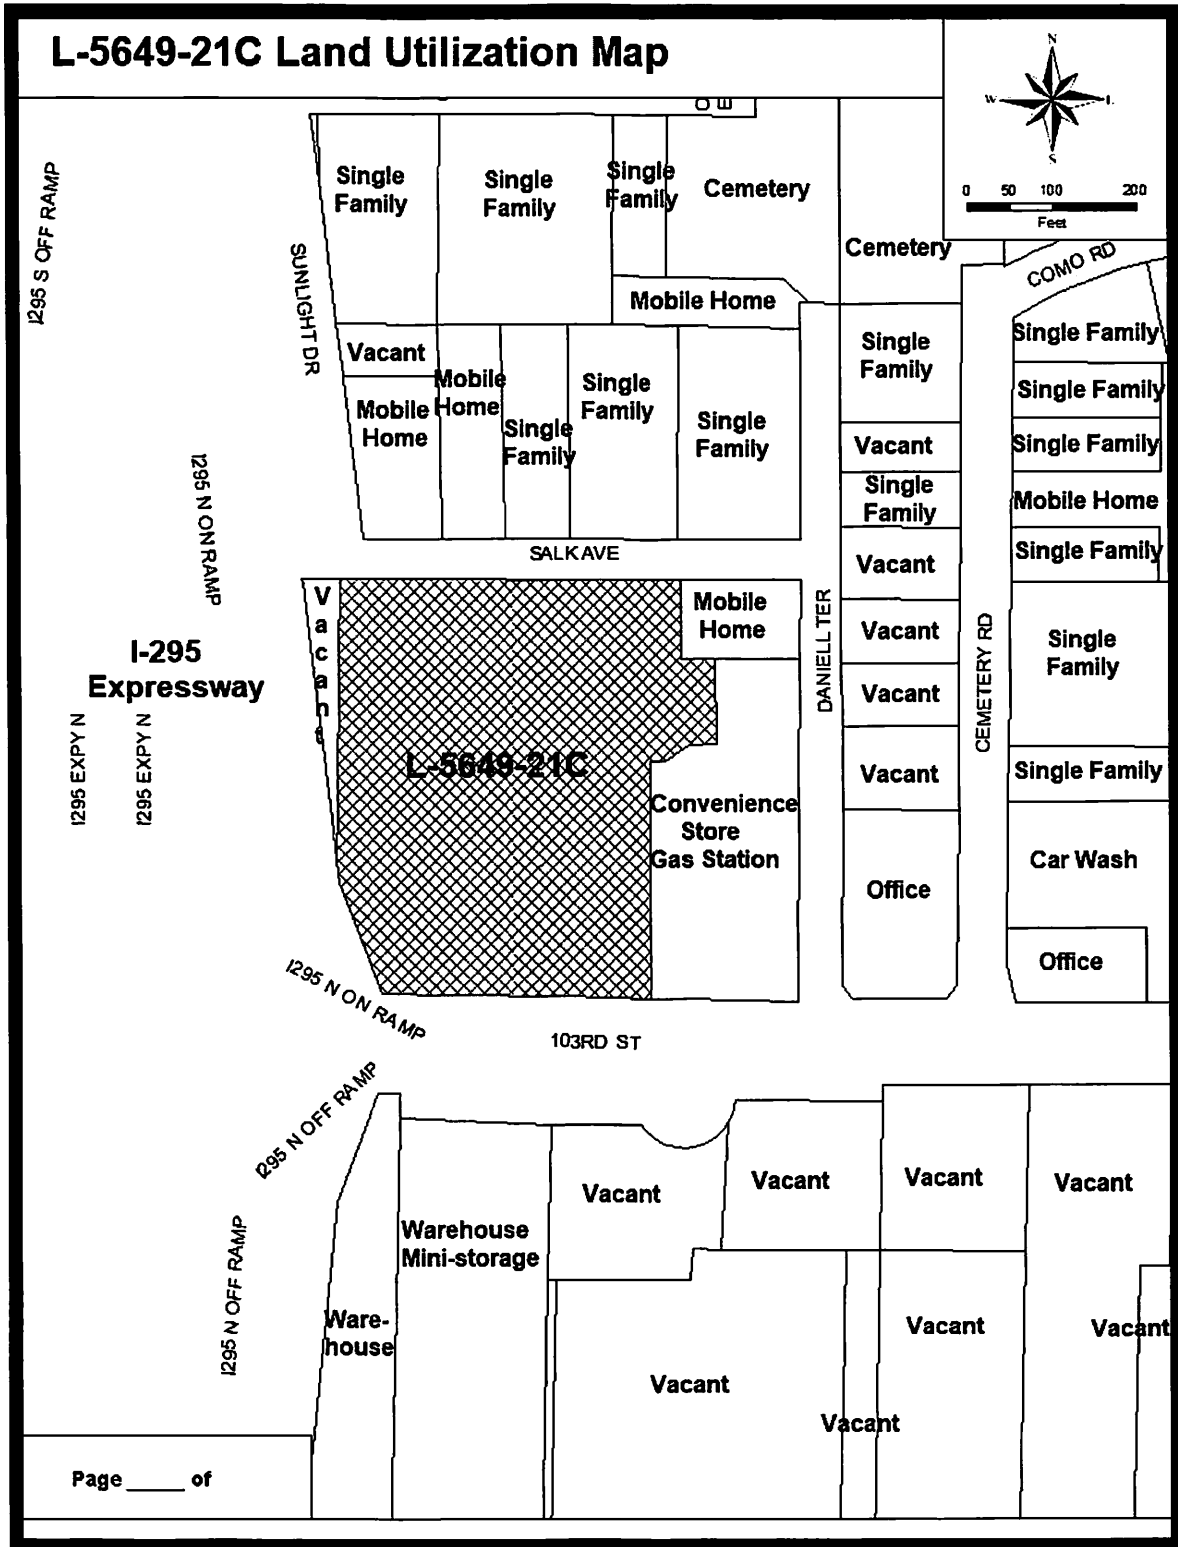 L-5649-21C Land Utilization Map
N
W
E
S
0 50 100 200
Feet
I295 S OFF RAMP
SUNLIGHT DR
Single
Family
Single
Family
Single
Family
Cemetery
Cemetery
COMO RD
Mobile Home
Vacant
Mobile
Home
Mobile
Home
Single
Family
Single
Family
Single
Family
Single
Family
Vacant
Single
Family
Vacant
Vacant
Vacant
Vacant
Office
Single Family
Single Family
Single Family
Mobile Home
Single Family
Single
Family
Single Family
Car Wash
Office
I295 N ON RAMP
SALK AVE
DANIELL TER
CEMETERY RD
Vacant
Mobile
Home
I-295
Expressway
I295 EXPY N
I295 EXPY N
L-5649-21C
Convenience
Store
Gas Station
I295 N ON RAMP
103RD ST
I295 N OFF RAMP
I295 N OFF RAMP
Ware-
house
Warehouse
Mini-storage
Vacant
Vacant
Vacant
Vacant
Vacant
Vacant
Vacant
Vacant
Page _____ of